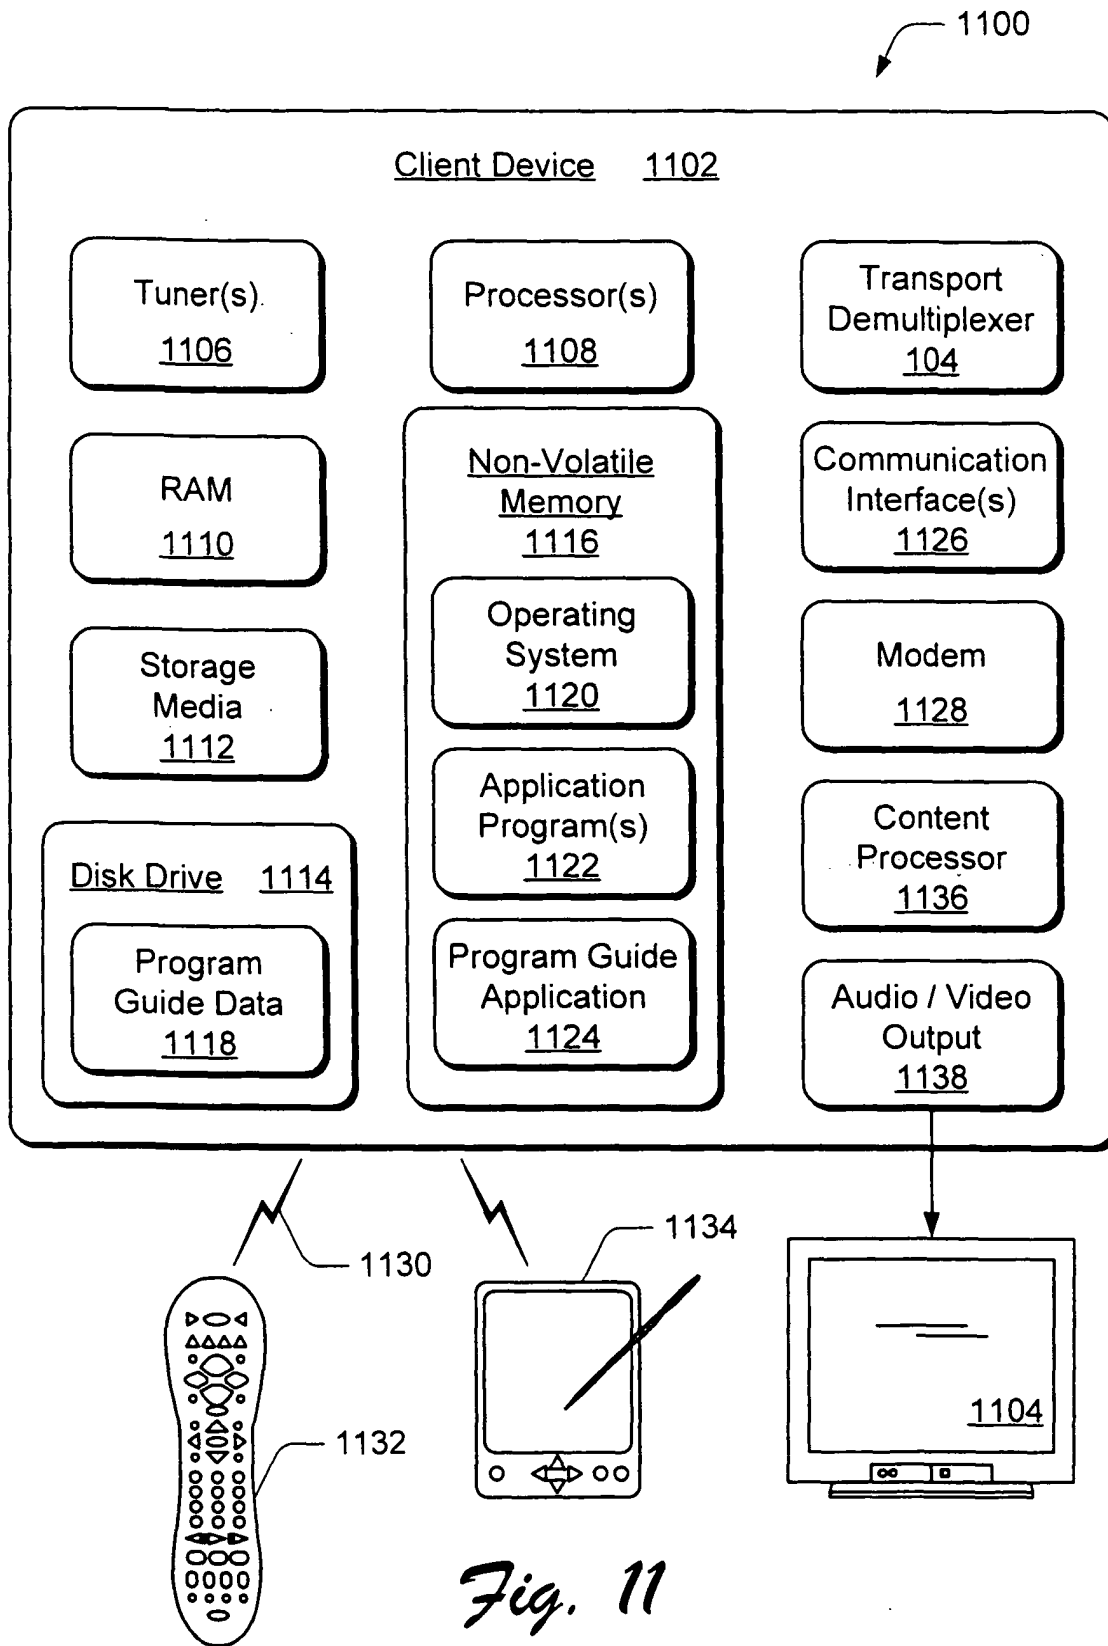 1100
Client Device 1102
Tuner(s)
1106
Processor(s)
1108
Transport
Demultiplexer
104
RAM
1110
Non-Volatile
Memory
1116
Communication
Interface(s)
1126
Storage
Media
1112
Operating
System
1120
Modem
1128
Disk Drive 1114
Program
Guide Data
1118
Application
Program(s)
1122
Content
Processor
1136
Program Guide
Application
1124
Audio / Video
Output
1138
1130
1134
1132
1104
Fig. 11